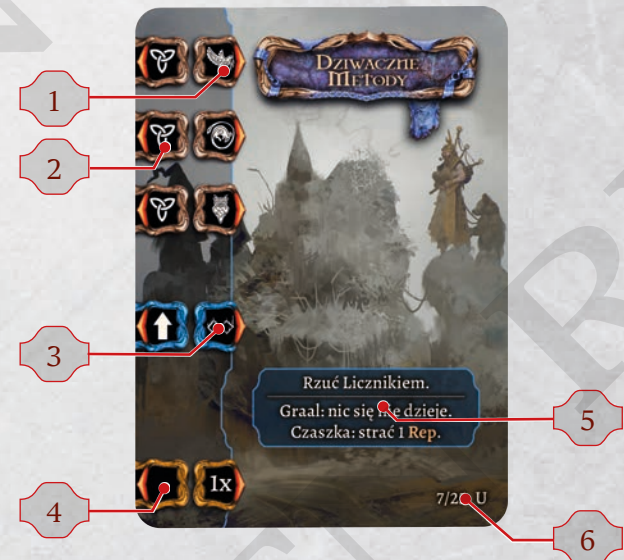 DZIWACZNE
METODY
1
2
3
4
1x
Rzuć Licznikiem.
Graal: nic się nie dzieje.
Czaszka: strać 1 Rep.
5
U
6